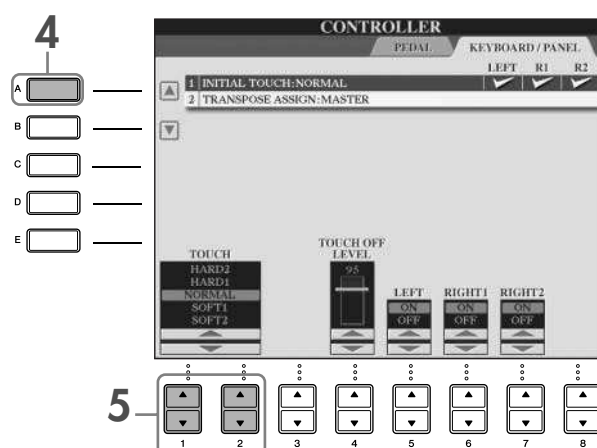 CONTROLLER
PEDAL KEYBOARD / PANEL
LEFT R1 R2
1 INITIAL TOUCH:NORMAL
2 TRANSPOSE ASSIGN:MASTER
4
A
B
C
D
E
TOUCH
HARD2
HARD1
NORMAL
SOFT1
SOFT2
TOUCH OFF
LEVEL
95
LEFT RIGHT1 RIGHT2
ON ON ON
OFF OFF OFF
5
1 2 3 4 5 6 7 8